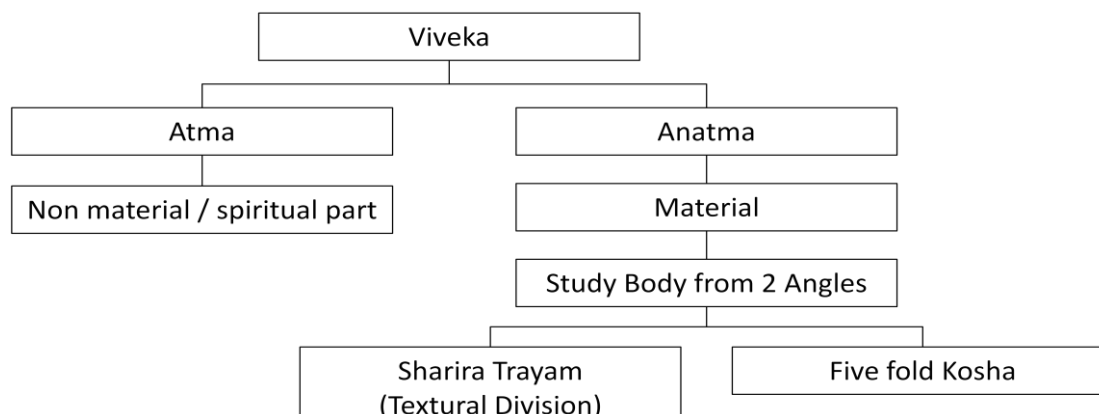 Viveka
Atma
Anatma
Non material / spiritual part
Material
Study Body from 2 Angles
Sharira Trayam
(Textural Division)
Five fold Kosha